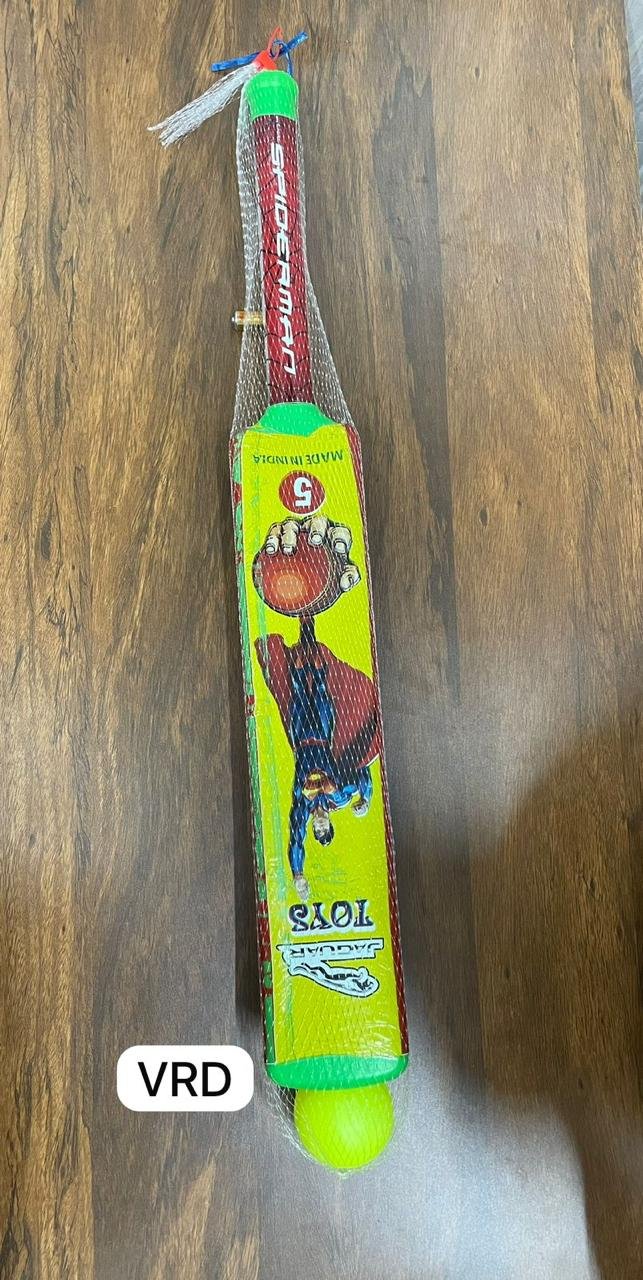 SPIDERMAN
MADE IN INDIA
5
TOYS
JAGUAR
VRD